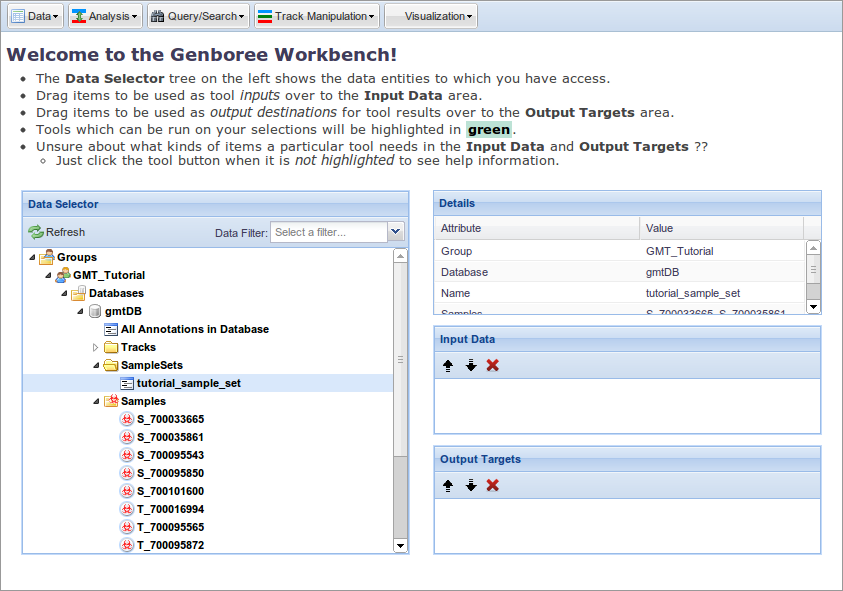 Data Analysis Query/Search Track Manipulation Visualization
Welcome to the Genboree Workbench!
The Data Selector tree on the left shows the data entities to which you have access.
Drag items to be used as tool inputs over to the Input Data area.
Drag items to be used as output destinations for tool results over to the Output Targets area.
Tools which can be run on your selections will be highlighted in green.
Unsure about what kinds of items a particular tool needs in the Input Data and Output Targets ??
Just click the tool button when it is not highlighted to see help information.
Data Selector
Refresh Data Filter: Select a filter...
Groups
GMT_Tutorial
Databases
gmtDB
All Annotations in Database
Tracks
SampleSets
tutorial_sample_set
Samples
S_700033665
S_700035861
S_700095543
S_700095850
S_700101600
T_700016994
T_700095565
T_700095872
Details
Attribute Value
Group GMT_Tutorial
Database gmtDB
Name tutorial_sample_set
Samples S_700033665, S_700035861,
Input Data
Output Targets